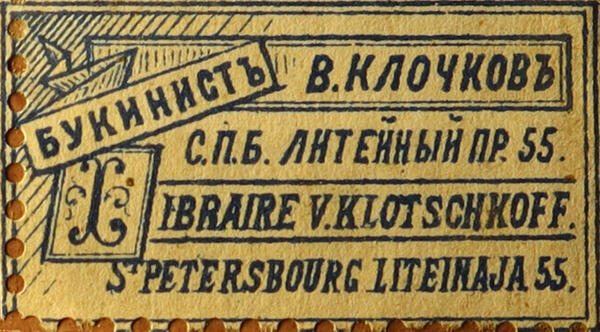 БУКИНИСТЪ
В.КЛОЧКОВЪ
С.П.Б. ЛИТЕЙНЫЙ ПР. 55.
LIBRAIRE V.KLOTSCHKOFF
ST PETERSBOURG LITEINAJA 55.